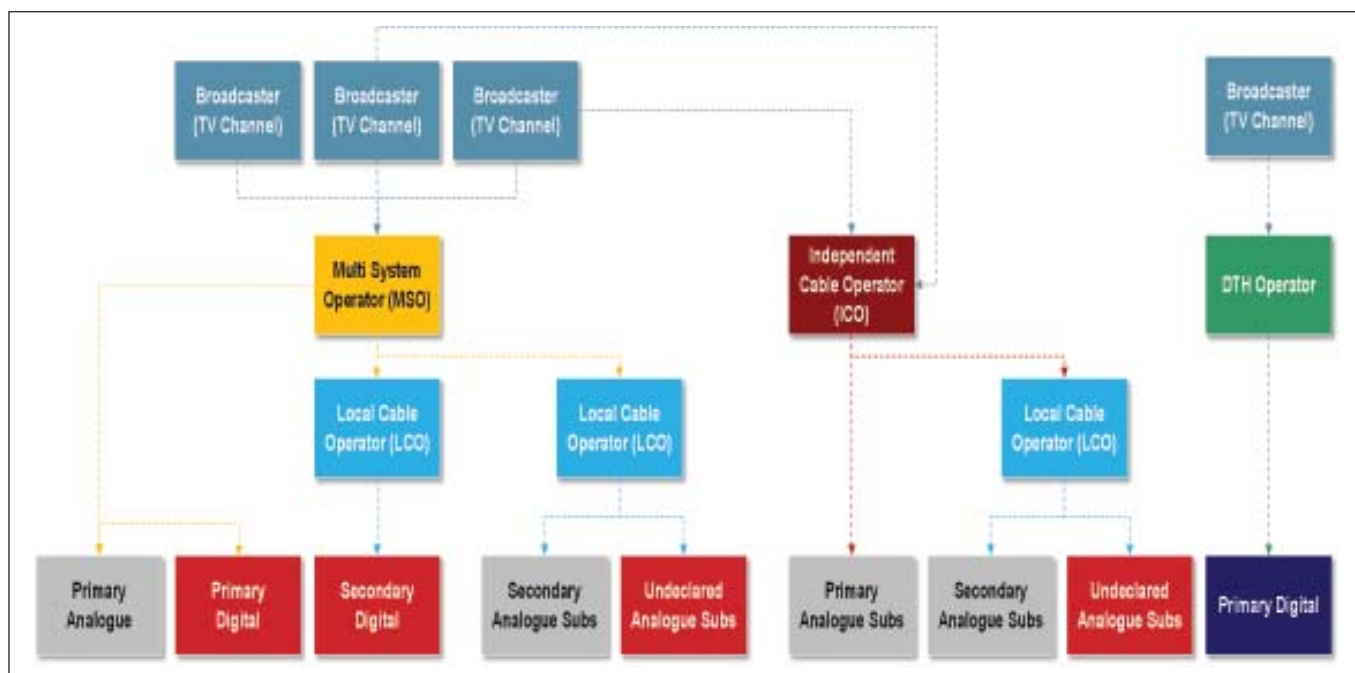 Broadcaster
(TV Channel)
Broadcaster
(TV Channel)
Broadcaster
(TV Channel)
Broadcaster
(TV Channel)
Multi System
Operator (MSO)
Independent
Cable Operator
(ICO)
DTH Operator
Local Cable
Operator (LCO)
Local Cable
Operator (LCO)
Local Cable
Operator (LCO)
Primary
Analogue
Primary
Digital
Secondary
Digital
Secondary
Analogue Subs
Undeclared
Analogue Subs
Primary
Analogue Subs
Secondary
Analogue Subs
Undeclared
Analogue Subs
Primary Digital